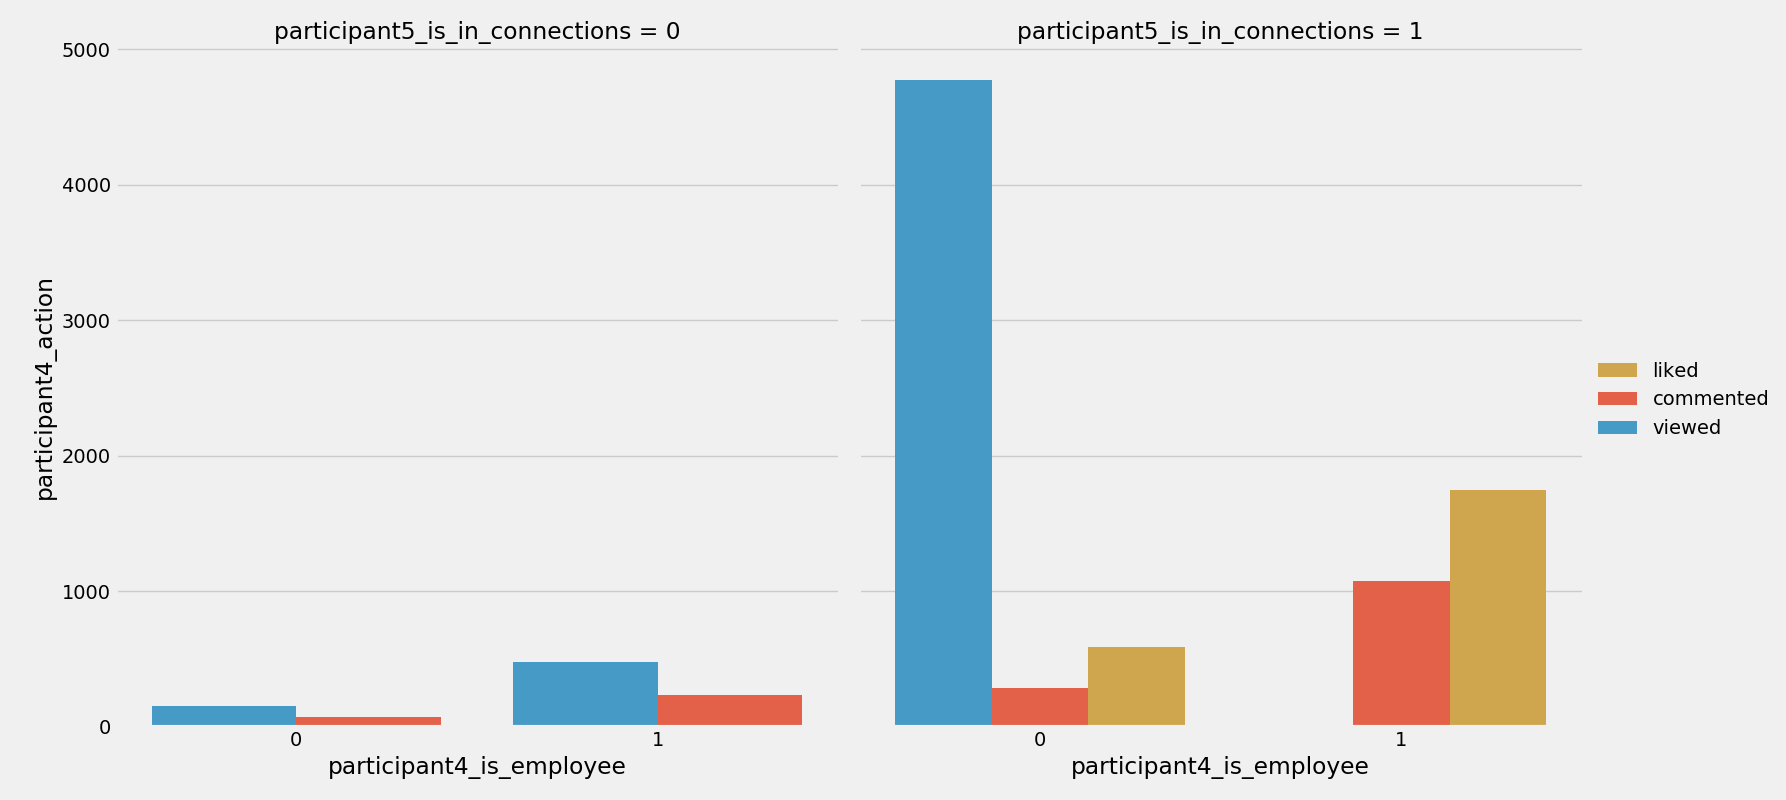 participant5_is_in_connections = 0
participant5_is_in_connections = 1
5000
4000
3000
2000
1000
0
participant4_action
0
1
0
1
participant4_is_employee
participant4_is_employee
liked
commented
viewed